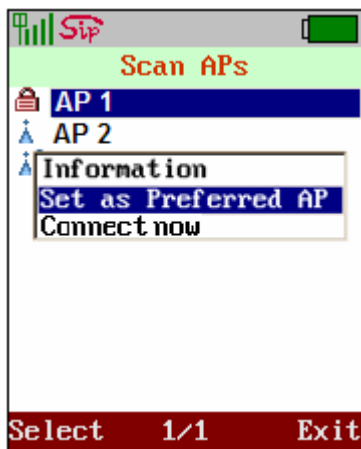 Sip
Scan APs
AP 1
AP 2
Information
Set as Preferred AP
Connect now
Select 1/1 Exit